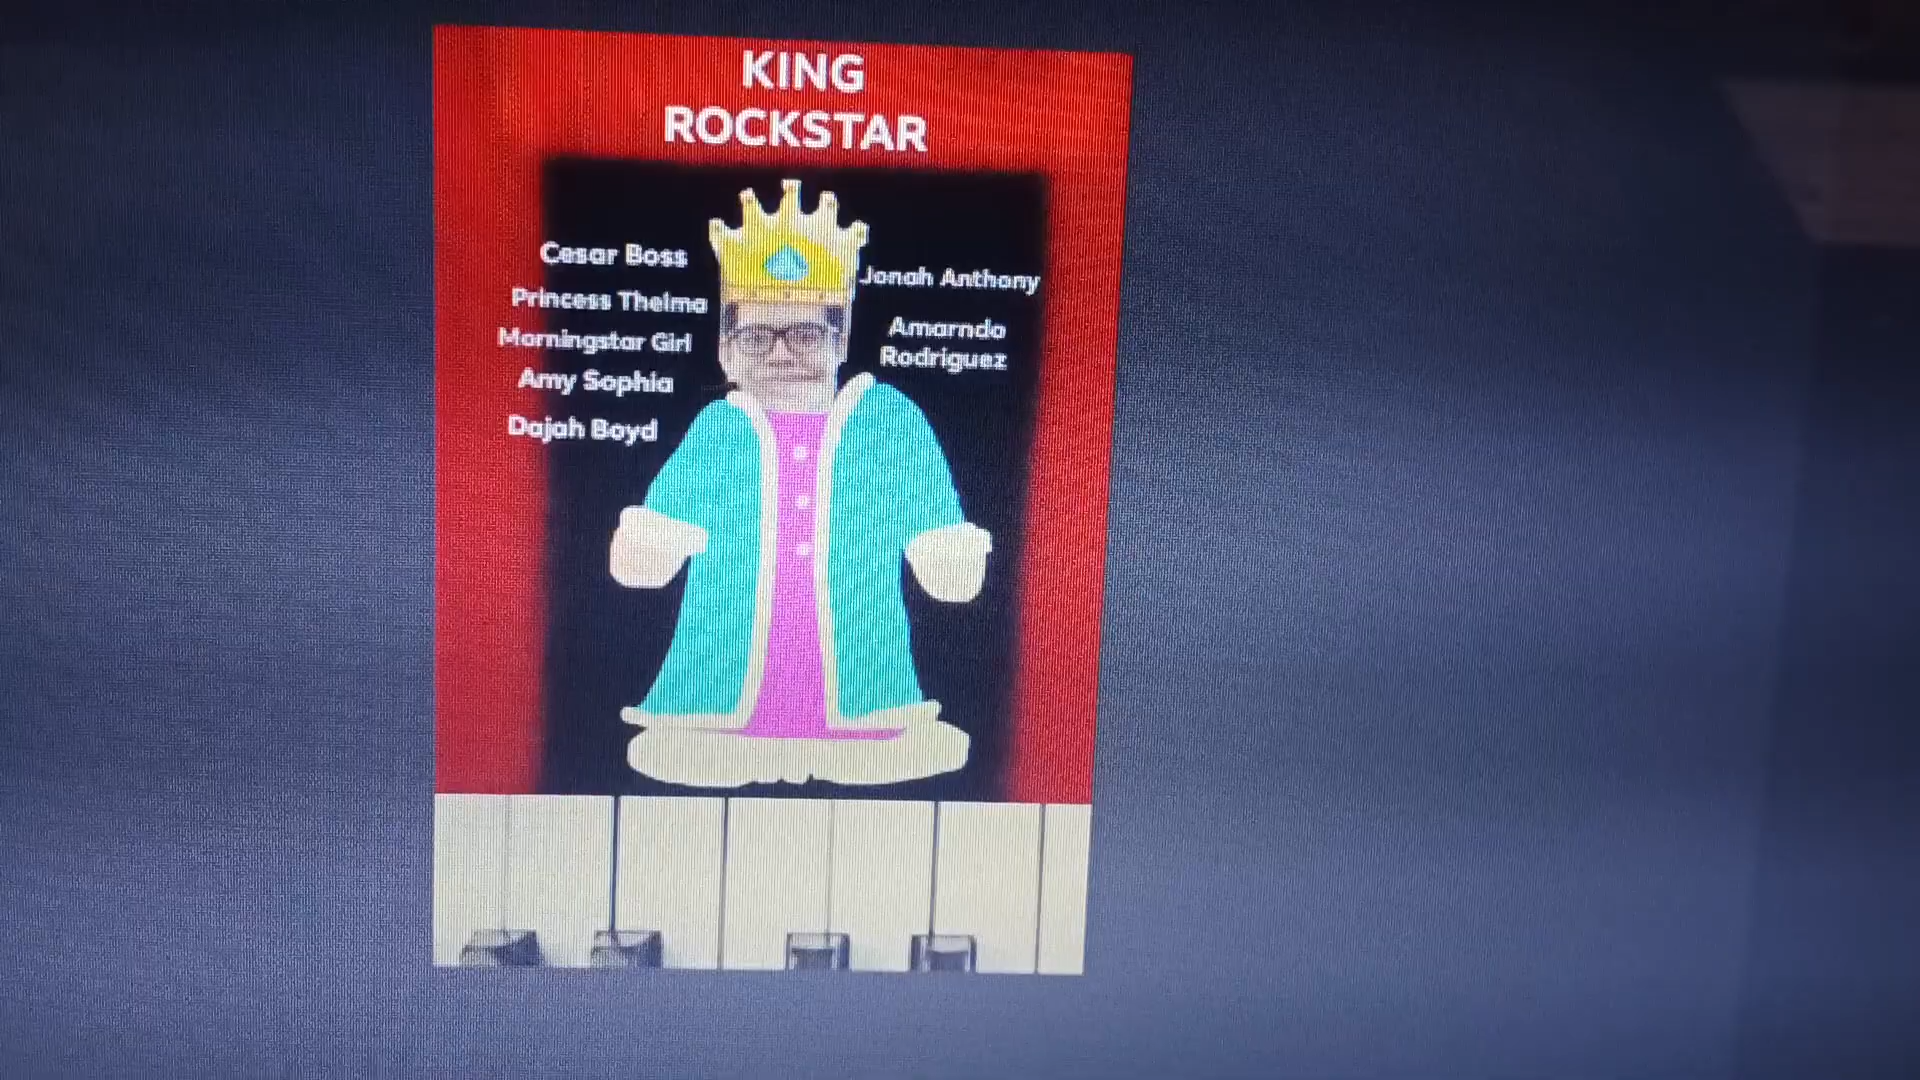 KING
ROCKSTAR
Cesar Boss
Princess Thelma
Morningstar Girl
Amy Sophia
Dajah Boyd
Jonah Anthony
Amarndo
Rodriguez